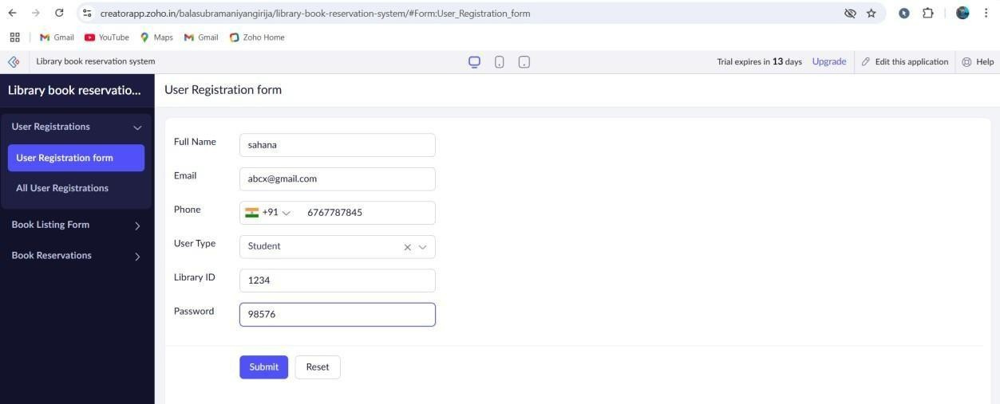 creatorapp.zoho.in/balasubramaniyangirija/library-book-reservation-system/#Form:User_Registration_form
Gmail YouTube Maps Gmail Zoho Home
Library book reservation system Trial expires in 13 days Upgrade Edit this application Help
Library book reservatio... User Registration form
User Registrations
User Registration form
All User Registrations
Book Listing Form
Book Reservations
Full Name sahana
Email abcx@gmail.com
Phone +91 6767787845
User Type Student
Library ID 1234
Password 98576
Submit Reset